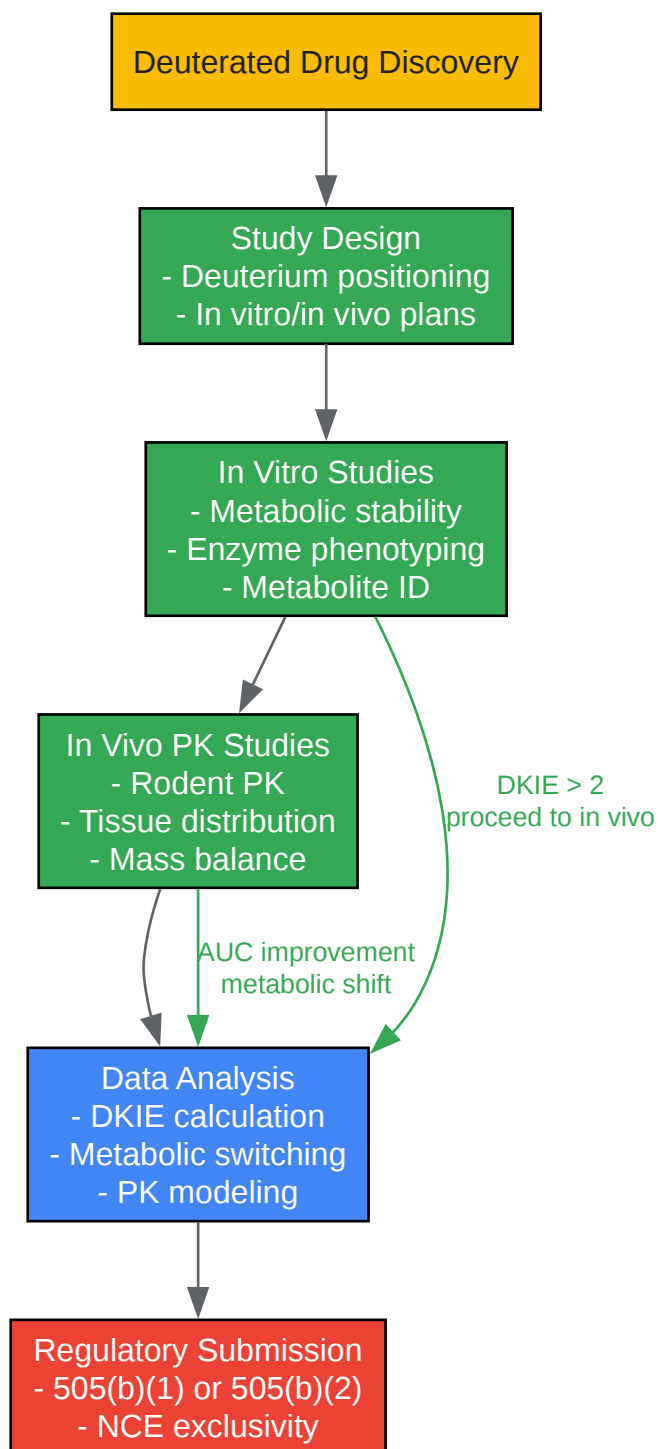 Deuterated Drug Discovery
Study Design
- Deuterium positioning
- In vitro/in vivo plans
In Vitro Studies
- Metabolic stability
- Enzyme phenotyping
- Metabolite ID
In Vivo PK Studies
- Rodent PK
- Tissue distribution
- Mass balance
DKIE > 2
proceed to in vivo
AUC improvement
metabolic shift
Data Analysis
- DKIE calculation
- Metabolic switching
- PK modeling
Regulatory Submission
- 505(b)(1) or 505(b)(2)
- NCE exclusivity